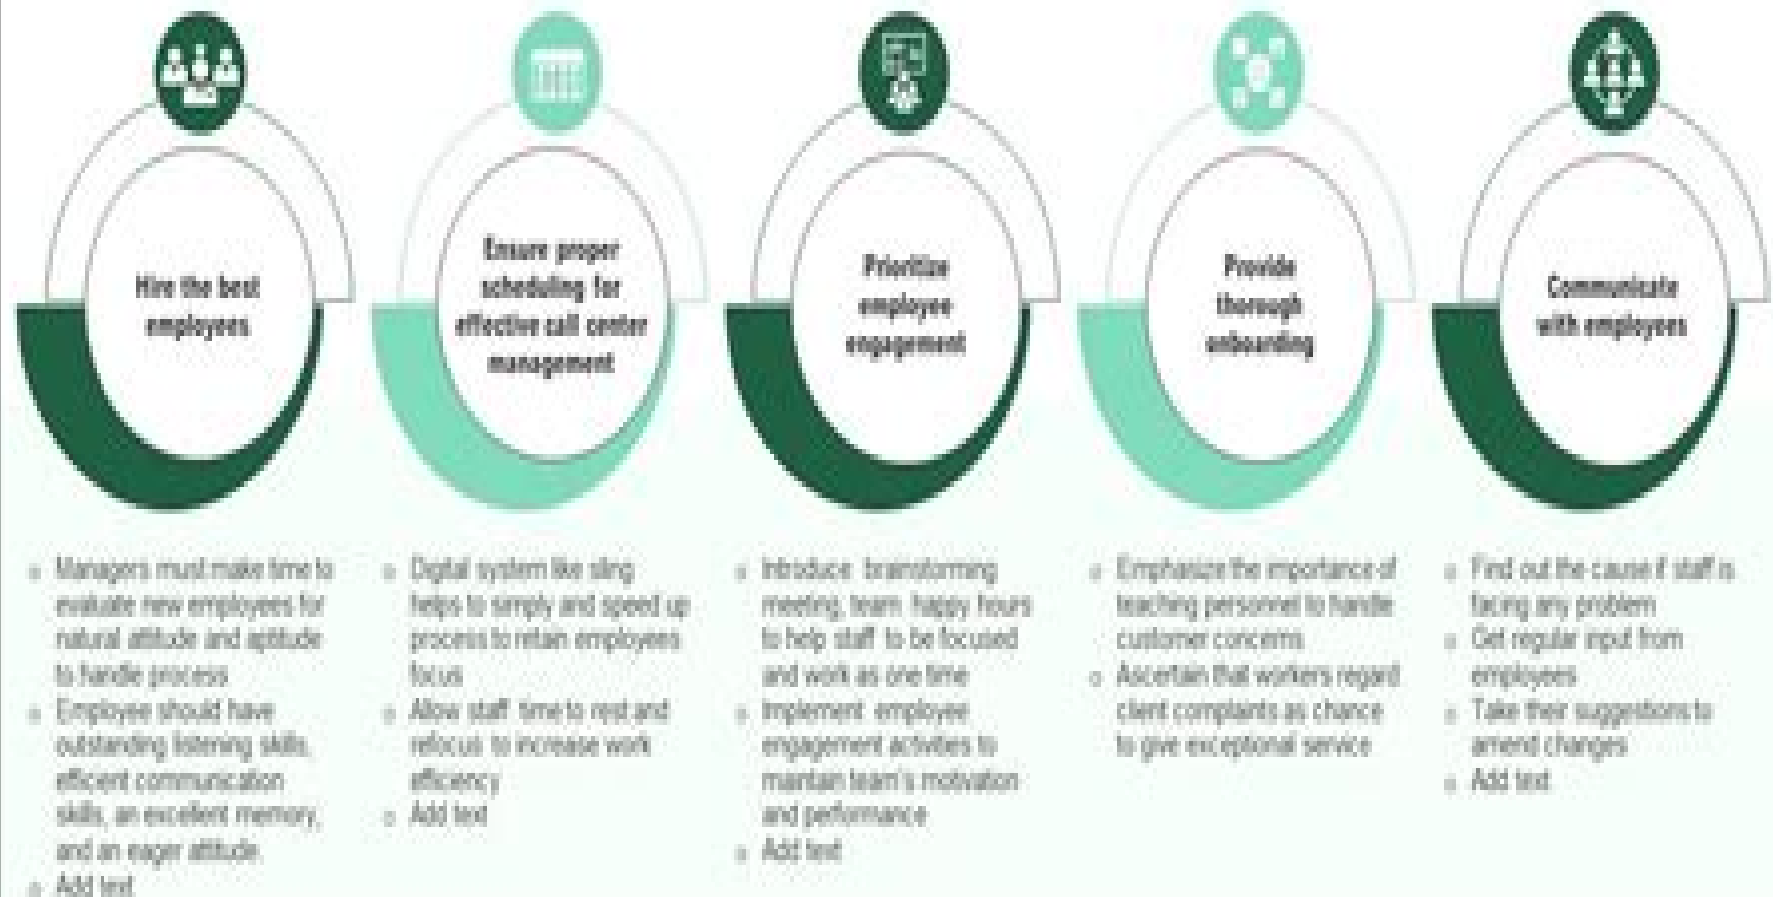 Hire the best
employees
Ensure proper
scheduling for
effective call center
management
Prioritize
employee
engagement
Provide
thorough
onboarding
Communicate
with employees
Managers must make time to
evaluate new employees for
natural attitude and aptitude
to handle process
Employee should have
outstanding listening skills,
efficient communication
skills, an excellent memory,
and an eager attitude.
Add text
Digital system like sling
helps to simply and speed up
process to retain employees
focus
Allow staff time to rest and
refocus to increase work
efficiency
Add text
Introduce brainstorming
meeting, team happy hours
to help staff to be focused
and work as one time
Implement employee
engagement activities to
maintain team's motivation
and performance
Add text
Emphasize the importance of
teaching personnel to handle
customer concerns
Ascertain that workers regard
client complaints as chance
to give exceptional service
Find out the cause if staff is
facing any problem
Get regular input from
employees
Take their suggestions to
amend changes
Add text